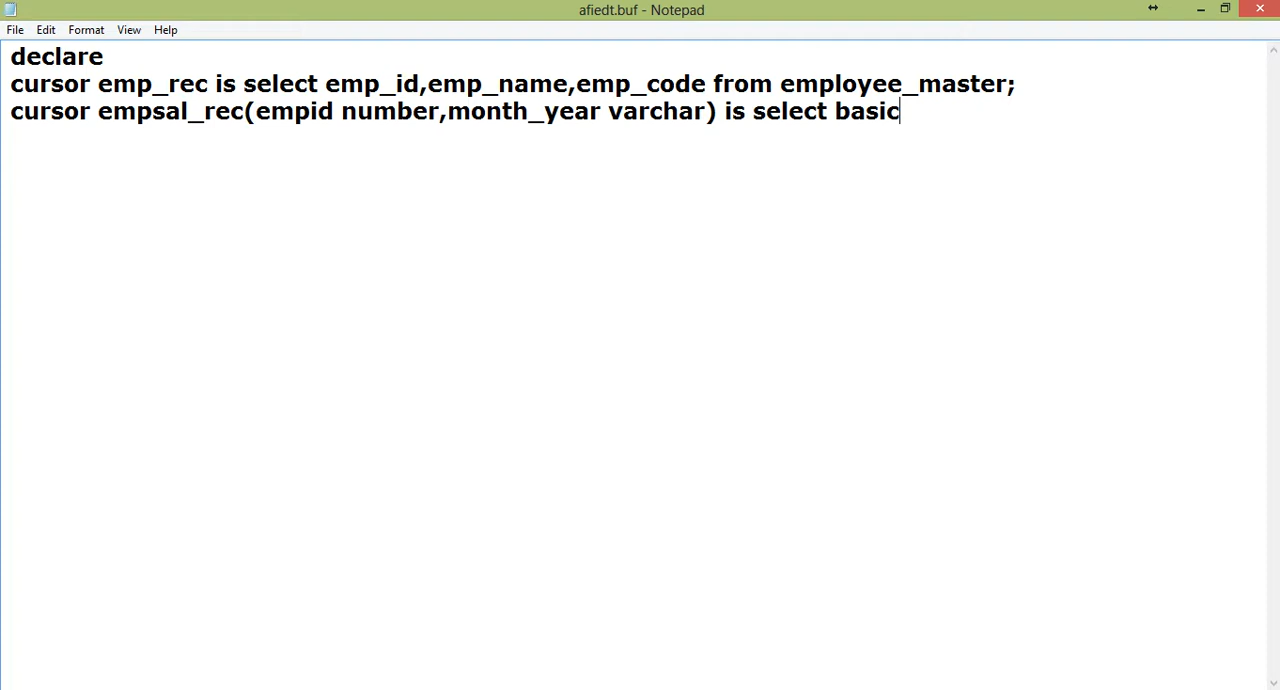 afiedt.buf - Notepad
File Edit Format View Help
declare
cursor emp_rec is select emp_id,emp_name,emp_code from employee_master;
cursor empsal_rec(empid number,month_year varchar) is select basic